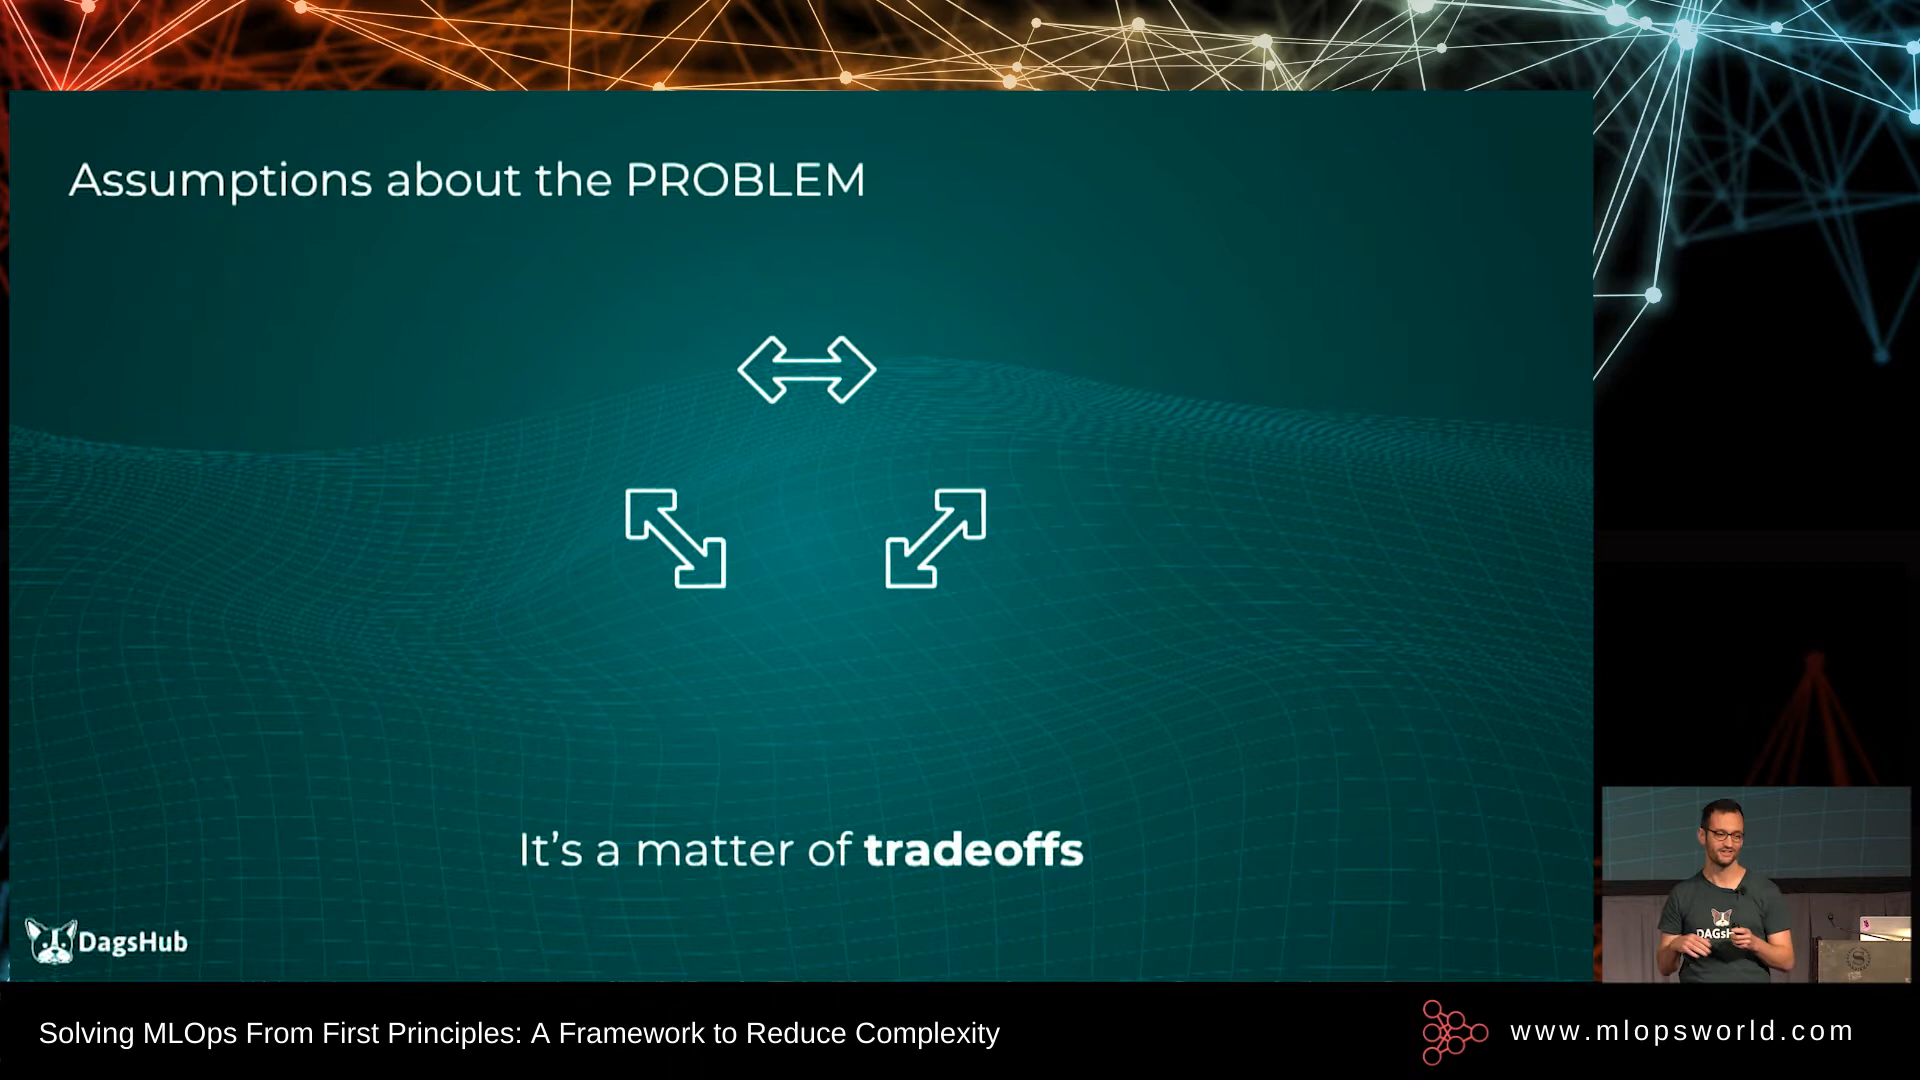 Assumptions about the PROBLEM
It's a matter of tradeoffs
DagsHub
DAGsH
Solving MLOps From First Principles: A Framework to Reduce Complexity
www.mlopsworld.com